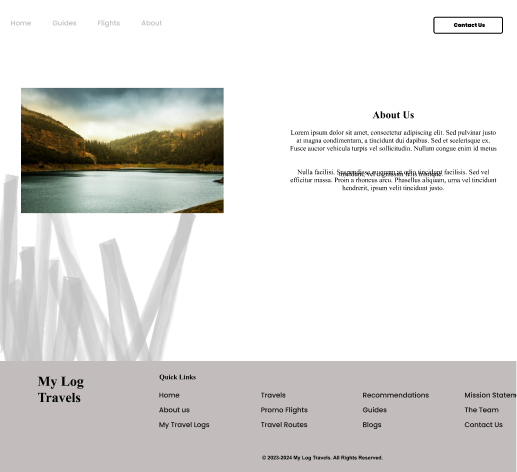 Home Guides Flights About Contact Us
About Us
Lorem ipsum dolor sit amet, consectetur adipiscing elit. Sed pulvinar justo
at magna condimentum, a tincidunt dui dapibus. Sed et scelerisque ex.
Fusce auctor vehicula turpis vel sollicitudin. Nullam congue enim id metus
Nulla facilisi. Suspendisse tincidunt facilisis. Sed vel
efficitur massa. Proin a rhoncus arcu. Phasellus aliquam, urna vel tincidunt
hendrerit, ipsum velit tincidunt justo.
My Log
Travels
Quick Links
Home Travels Recommendations Mission Statem
About us Promo Flights Guides The Team
My Travel Logs Travel Routes Blogs Contact Us
© 2023-2024 My Log Travels. All Rights Reserved.